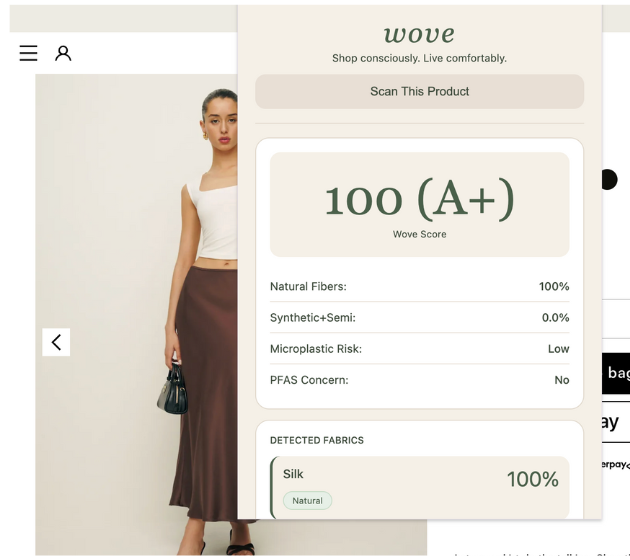 wove
Shop consciously. Live comfortably.
Scan This Product
100 (A+)
Wove Score
Natural Fibers: 100%
Synthetic+Semi: 0.0%
Microplastic Risk: Low
PFAS Concern: No
bag
ay
erpay
DETECTED FABRICS
Silk 100%
Natural